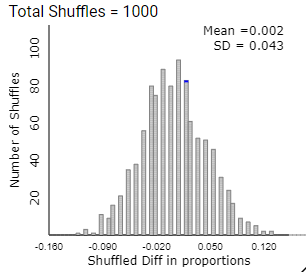 Total Shuffles = 1000
Mean =0.002
SD = 0.043
Number of Shuffles
100
80
60
40
20
-0.160 -0.090 -0.020 0.050 0.120
Shuffled Diff in proportions